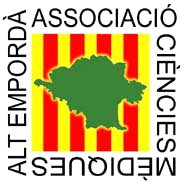 ALT EMPORDÀ
ASSOCIACIÓ
CIÈNCIES
MÈDIQUES